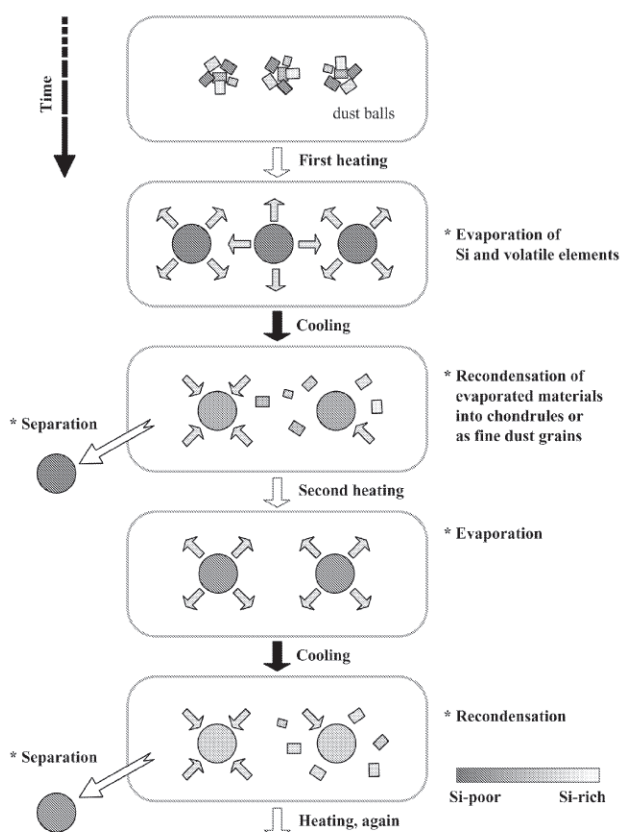 Time
dust balls
First heating
* Evaporation of
Si and volatile elements
Cooling
* Recondensation of
evaporated materials
into chondrules or
as fine dust grains
* Separation
Second heating
* Evaporation
Cooling
* Recondensation
* Separation
Si-poor
Si-rich
Heating, again